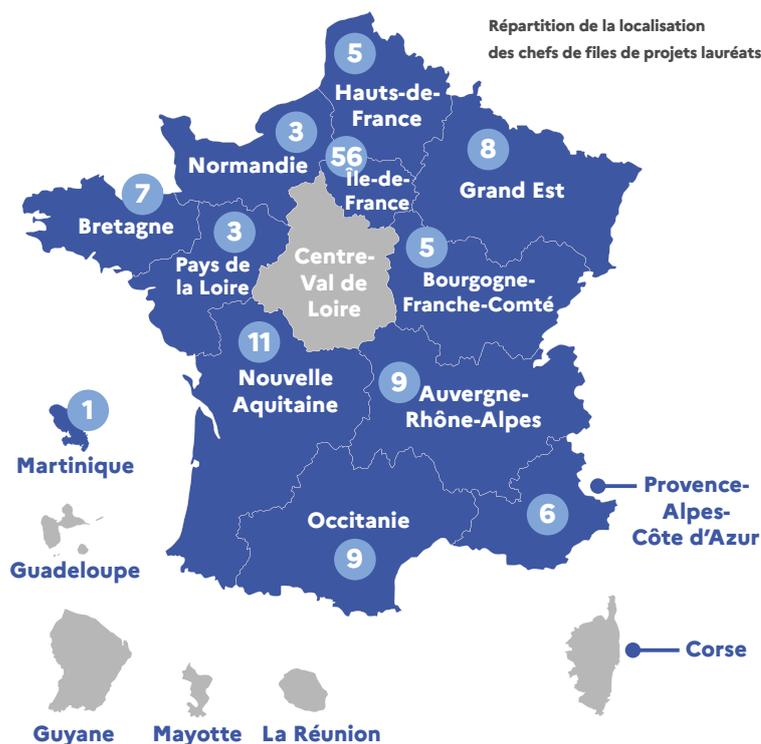 Répartition de la localisation
des chefs de files de projets lauréats
5
Hauts-de-
France
3
Normandie
56
Île-de-
France
8
Grand Est
7
Bretagne
3
Pays de
la Loire
Centre-
Val de
Loire
5
Bourgogne-
Franche-Comté
11
Nouvelle
Aquitaine
9
Auvergne-
Rhône-Alpes
1
Martinique
Occitanie
9
6
Provence-
Alpes-
Côte d’Azur
Guadeloupe
Corse
Guyane
Mayotte
La Réunion